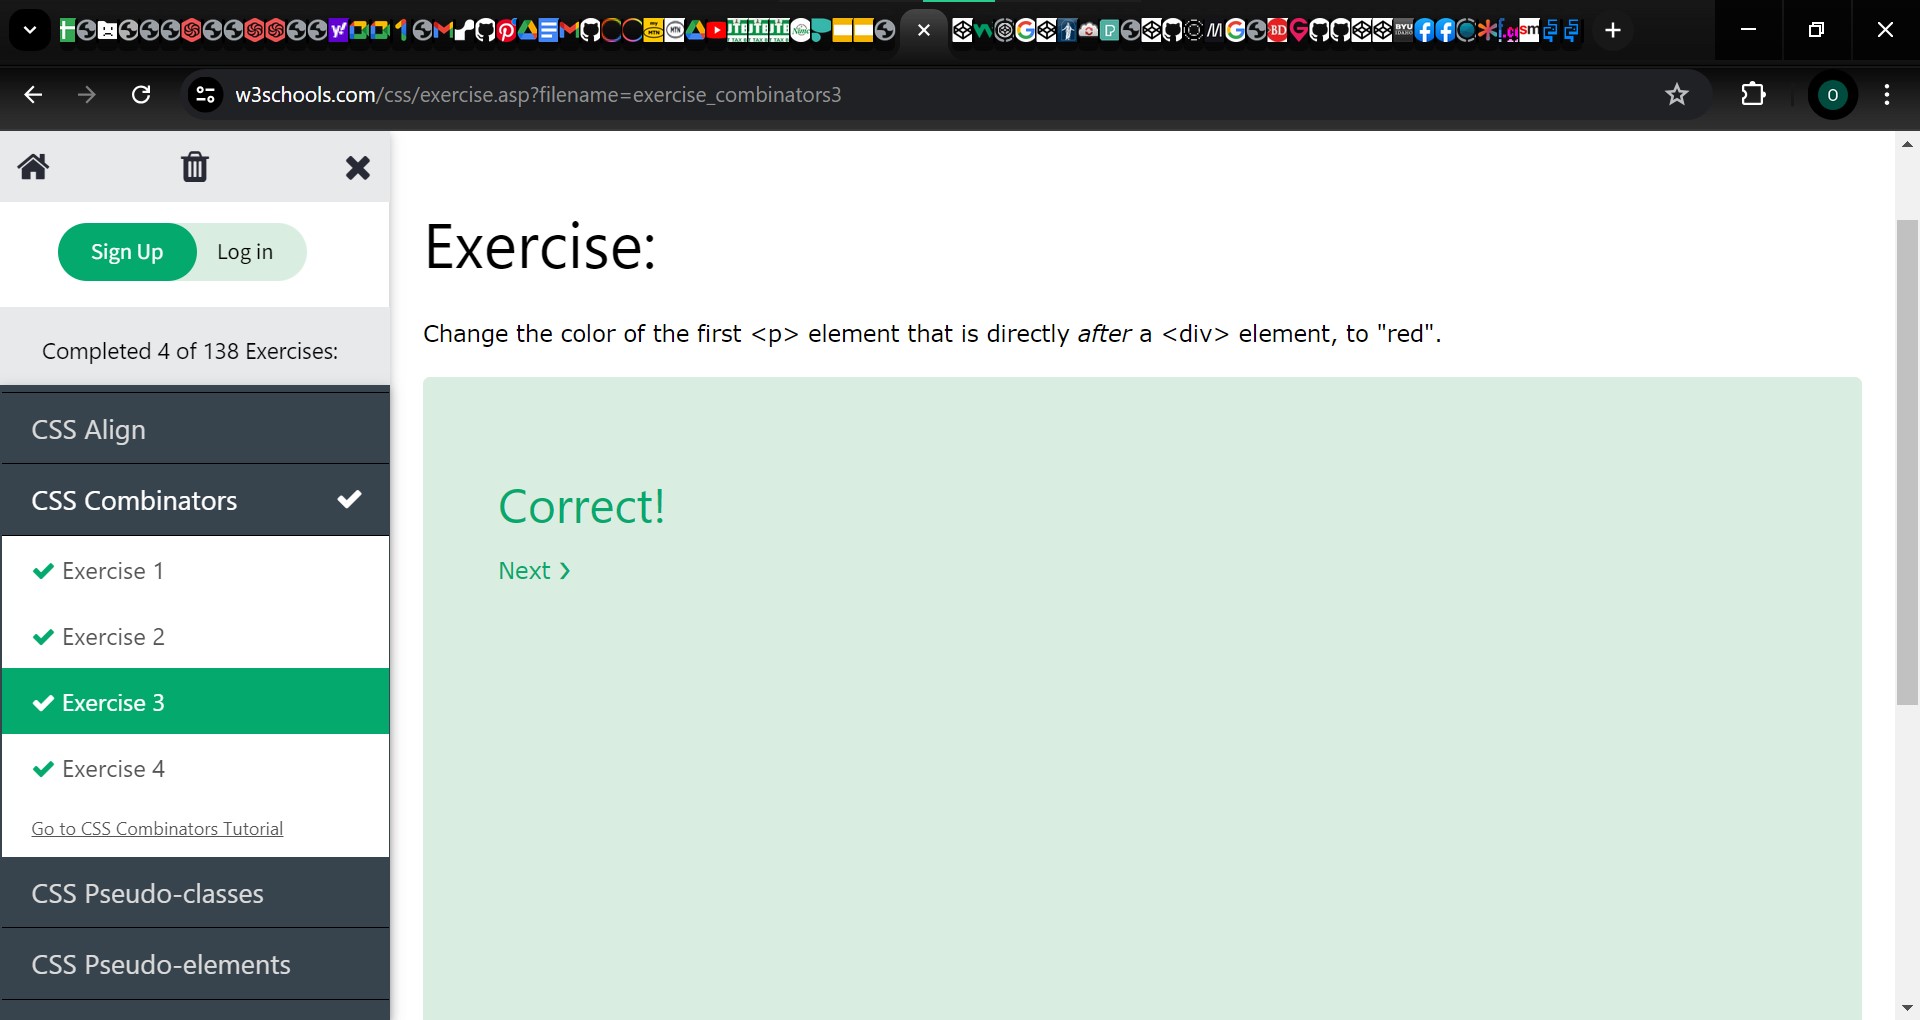 w3schools.com/css/exercise.asp?filename=exercise_combinators3
O
Sign Up
Log in
Completed 4 of 138 Exercises:
CSS Align
CSS Combinators
Exercise 1
Exercise 2
Exercise 3
Exercise 4
Go to CSS Combinators Tutorial
CSS Pseudo-classes
CSS Pseudo-elements
Exercise:
Change the color of the first <p> element that is directly after a <div> element, to "red".
Correct!
Next ❯